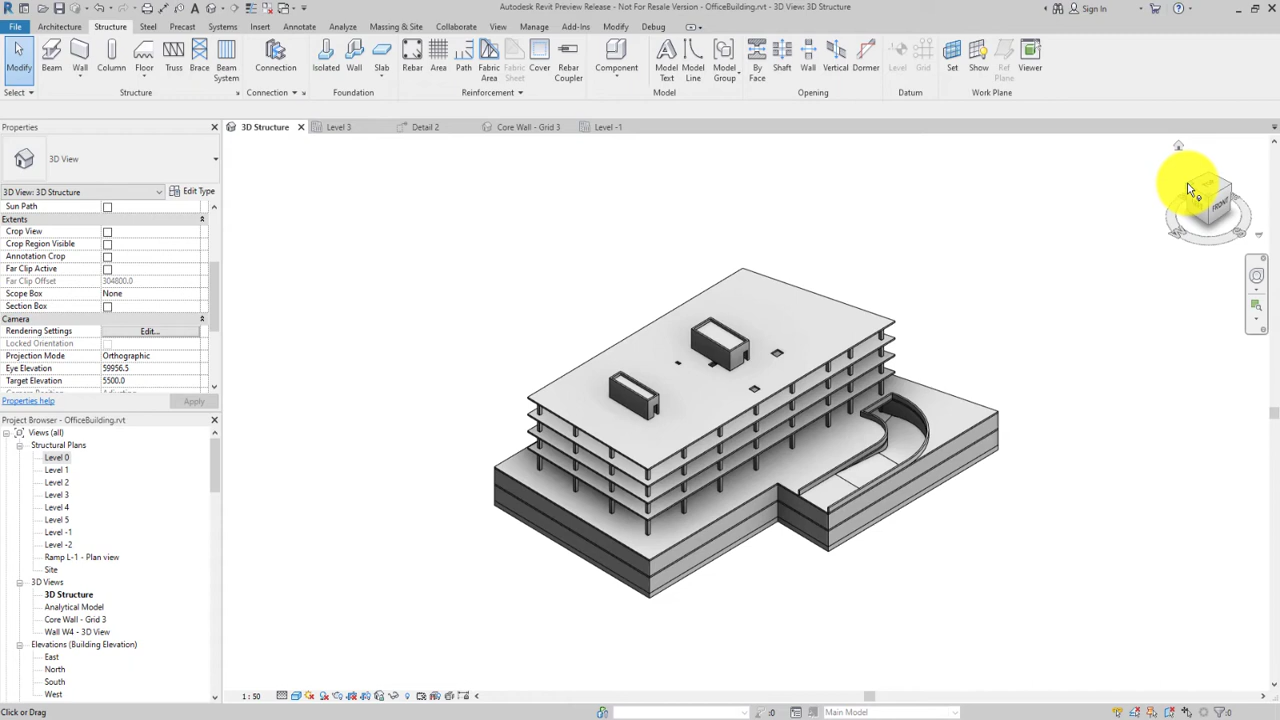 Autodesk Revit Preview Release - Not For Resale Version - OfficeBuilding.rvt - 3D View: 3D Structure
Sign In
File Architecture Structure Steel Precast Systems Insert Annotate Analyze Massing & Site Collaborate View Manage Add-Ins Modify Debug
Modify Beam Wall Column Floor Truss Brace Beam System Connection Isolated Wall Slab Rebar Area Path Fabric Area Fabric Sheet Cover Rebar Coupler Component Model Text Model Line Model Group By Face Shaft Wall Vertical Dormer Level Grid Set Show Ref Plane Viewer
Select Structure Connection Foundation Reinforcement Model Opening Datum Work Plane
Properties
3D Structure Level 3 Detail 2 Core Wall - Grid 3 Level -1
3D View
3D View: 3D Structure Edit Type
Sun Path
Extents
Crop View
Crop Region Visible
Annotation Crop
Far Clip Active
Far Clip Offset 304800.0
Scope Box None
Section Box
Camera
Rendering Settings Edit...
Locked Orientation
Projection Mode Orthographic
Eye Elevation 59956.5
Target Elevation 5500.0
Properties help Apply
Project Browser - OfficeBuilding.rvt
Views (all)
Structural Plans
Level 0
Level 1
Level 2
Level 3
Level 4
Level 5
Level -1
Level -2
Ramp L-1 - Plan view
Site
3D Views
3D Structure
Analytical Model
Core Wall - Grid 3
Wall W4 - 3D View
Elevations (Building Elevation)
East
North
South
West
FRONT
1 : 50
Click or Drag :0 Main Model :0